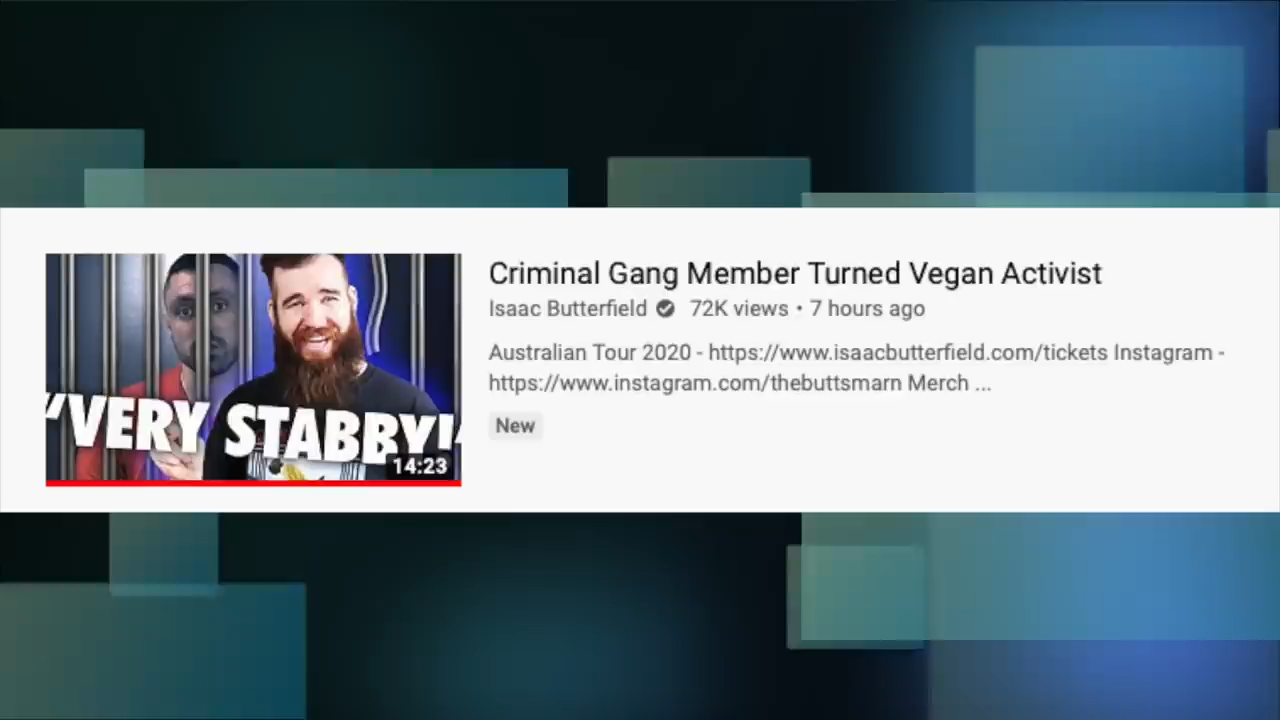 Criminal Gang Member Turned Vegan Activist
Isaac Butterfield 72K views • 7 hours ago
Australian Tour 2020 - https://www.isaacbutterfield.com/tickets Instagram -
https://www.instagram.com/thebuttsmarn Merch ...
New
"VERY STABBY!"
14:23